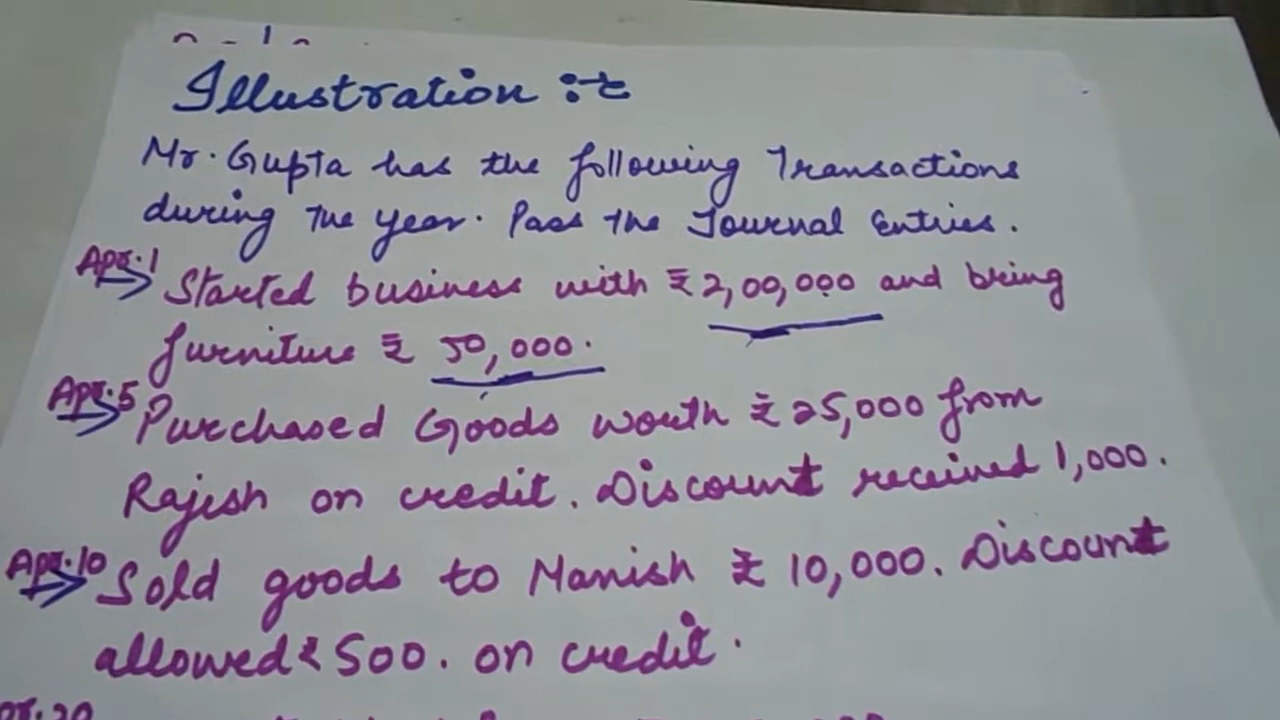 Illustration :-
Mr. Gupta has the following Transactions
during the year. Pass the Journal Entries.
Apr.1
Started business with ₹2,00,000 and bring
furniture ₹ 50,000.
Apr.5
Purchased Goods worth ₹25,000 from
Rajesh on credit. Discount received 1,000.
Apr.10
Sold goods to Manish ₹ 10,000. Discount
allowed ₹500. on credit.